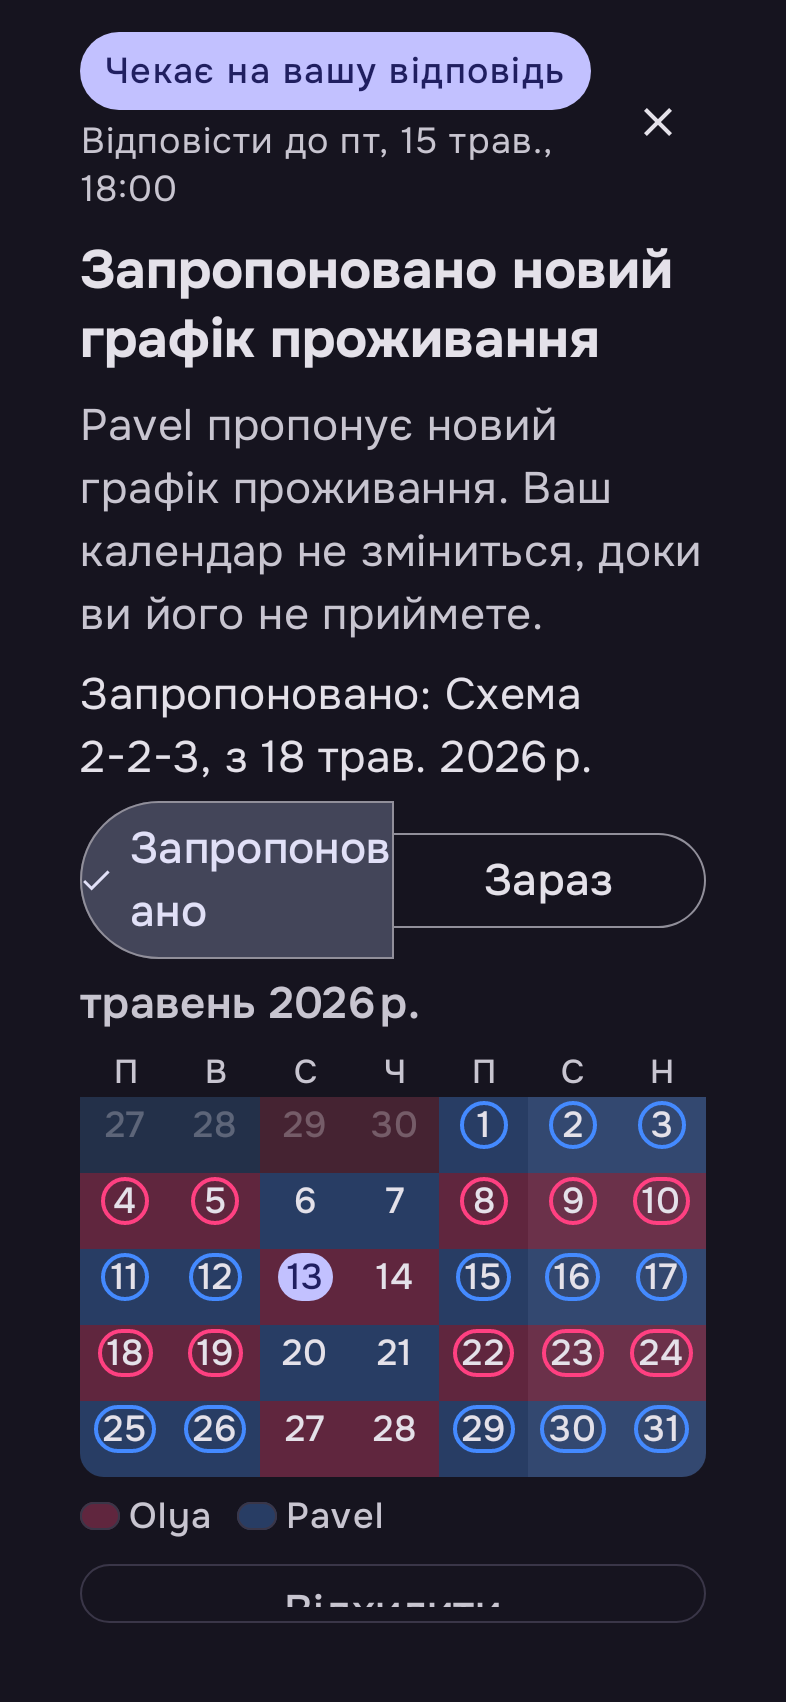 Чекає на вашу відповідь
Відповісти до пт, 15 трав.,
18:00
Запропоновано новий
графік проживання
Pavel пропонує новий
графік проживання. Ваш
календар не зміниться, доки
ви його не приймете.
Запропоновано: Схема
2-2-3, з 18 трав. 2026 р.
Запропонов
ано
Зараз
травень 2026 р.
П В С Ч П С Н
27 28 29 30 1 2 3
4 5 6 7 8 9 10
11 12 13 14 15 16 17
18 19 20 21 22 23 24
25 26 27 28 29 30 31
Olya Pavel
Відхилити